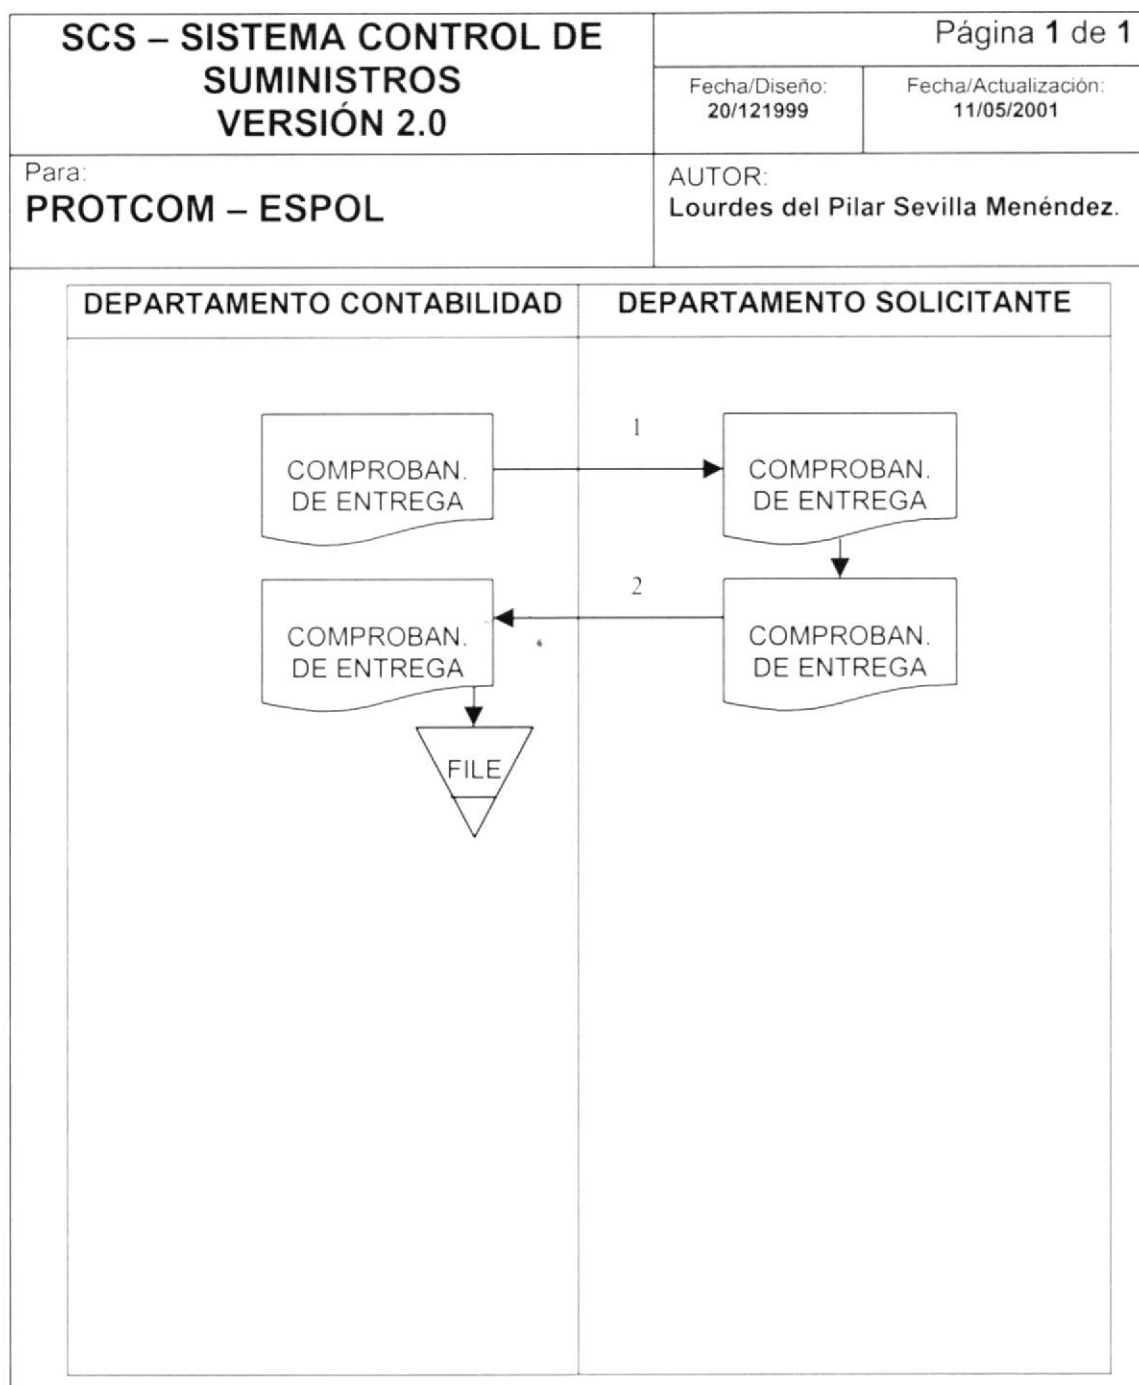 SCS – SISTEMA CONTROL DE
SUMINISTROS
VERSIÓN 2.0
Página 1 de 1
Fecha/Diseño:
20/121999
Fecha/Actualización:
11/05/2001
Para:
PROTCOM – ESPOL
AUTOR:
Lourdes del Pilar Sevilla Menéndez.
DEPARTAMENTO CONTABILIDAD
DEPARTAMENTO SOLICITANTE
COMPROBAN.
DE ENTREGA
1
COMPROBAN.
DE ENTREGA
COMPROBAN.
DE ENTREGA
2
COMPROBAN.
DE ENTREGA
FILE